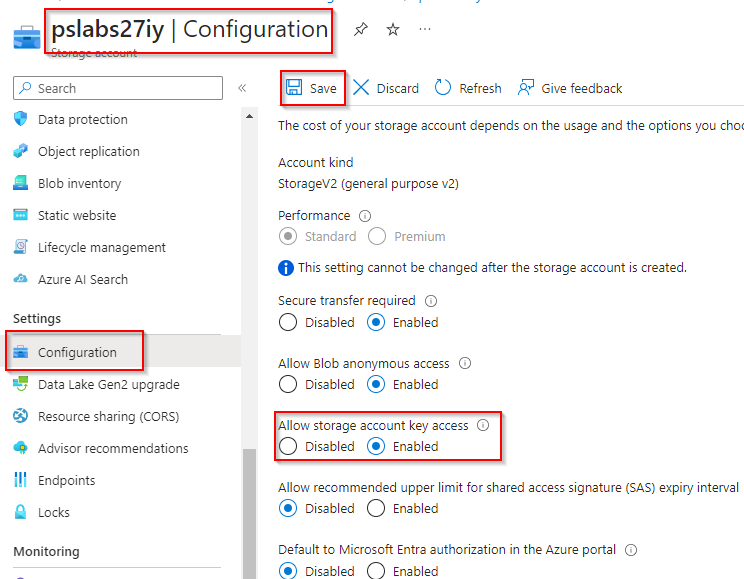 pslabs27iy | Configuration
Storage account
Search
Save
Discard
Refresh
Give feedback
Data protection
Object replication
Blob inventory
Static website
Lifecycle management
Azure AI Search
Settings
Configuration
Data Lake Gen2 upgrade
Resource sharing (CORS)
Advisor recommendations
Endpoints
Locks
Monitoring
The cost of your storage account depends on the usage and the options you choo
Account kind
StorageV2 (general purpose v2)
Performance
Standard Premium
This setting cannot be changed after the storage account is created.
Secure transfer required
Disabled Enabled
Allow Blob anonymous access
Disabled Enabled
Allow storage account key access
Disabled Enabled
Allow recommended upper limit for shared access signature (SAS) expiry interval
Disabled Enabled
Default to Microsoft Entra authorization in the Azure portal
Disabled Enabled